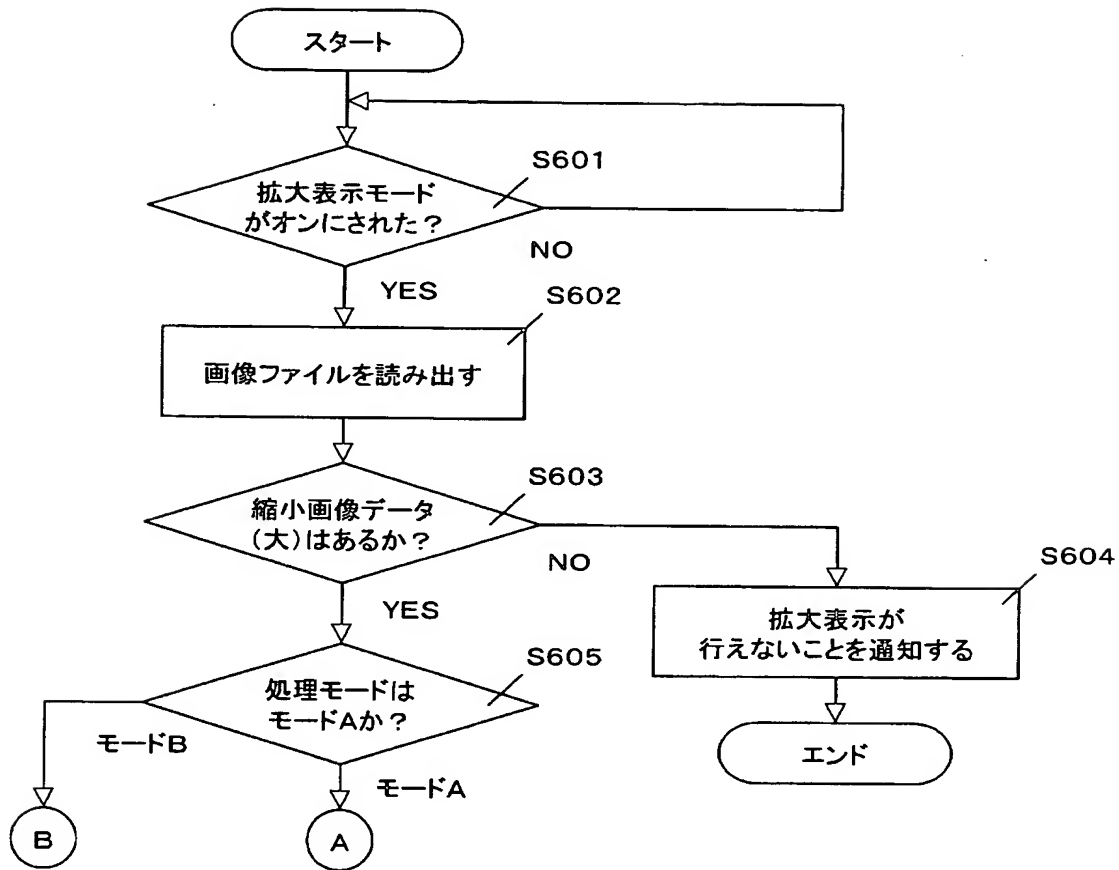 スタート
S601
拡大表示モード
がオンにされた?
NO
YES
S602
画像ファイルを読み出す
S603
縮小画像データ
(大)はあるか?
NO
YES
S604
拡大表示が
行えないことを通知する
S605
処理モードは
モードAか?
モードB
モードA
エンド
B
A